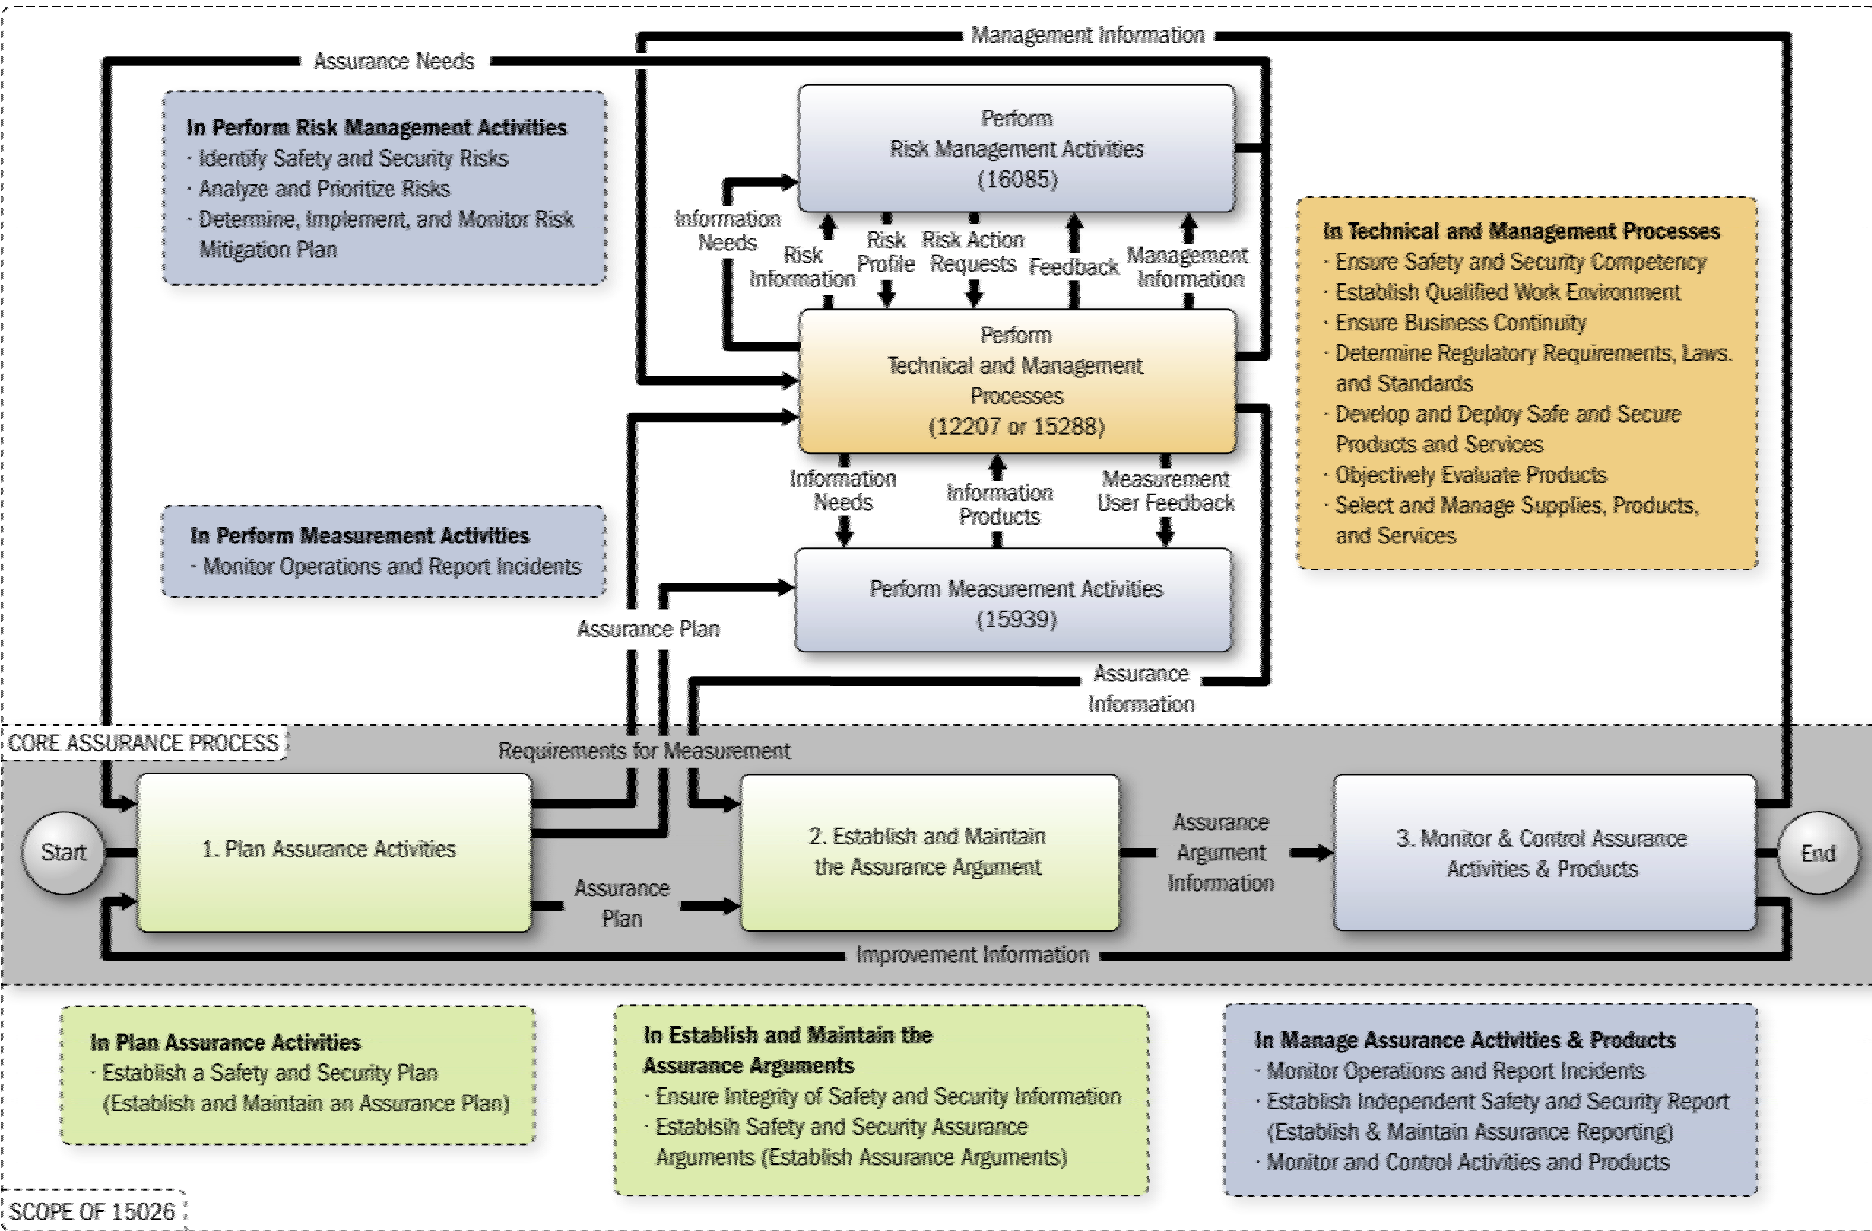 Management Information
Assurance Needs
In Perform Risk Management Activities
· Identify Safety and Security Risks
· Analyze and Prioritize Risks
· Determine, Implement, and Monitor Risk
Mitigation Plan
Perform
Risk Management Activities
(16085)
Information
Needs
Risk
Information
Risk
Profile
Risk Action
Requests
Feedback
Management
Information
In Technical and Management Processes
· Ensure Safety and Security Competency
· Establish Qualified Work Environment
· Ensure Business Continuity
· Determine Regulatory Requirements, Laws.
and Standards
· Develop and Deploy Safe and Secure
Products and Services
· Objectively Evaluate Products
· Select and Manage Supplies, Products,
and Services
Perform
Technical and Management
Processes
(12207 or 15288)
Information
Needs
Information
Products
Measurement
User Feedback
In Perform Measurement Activities
· Monitor Operations and Report Incidents
Perform Measurement Activities
(15939)
Assurance Plan
Assurance
Information
CORE ASSURANCE PROCESS
Requirements for Measurement
Start
1. Plan Assurance Activities
Assurance
Plan
2. Establish and Maintain
the Assurance Argument
Assurance
Argument
Information
3. Monitor & Control Assurance
Activities & Products
End
Improvement Information
In Plan Assurance Activities
· Establish a Safety and Security Plan
(Establish and Maintain an Assurance Plan)
In Establish and Maintain the
Assurance Arguments
· Ensure Integrity of Safety and Security Information
· Establsih Safety and Security Assurance
Arguments (Establish Assurance Arguments)
In Manage Assurance Activities & Products
· Monitor Operations and Report Incidents
· Establish Independent Safety and Security Report
(Establish & Maintain Assurance Reporting)
· Monitor and Control Activities and Products
SCOPE OF 15026